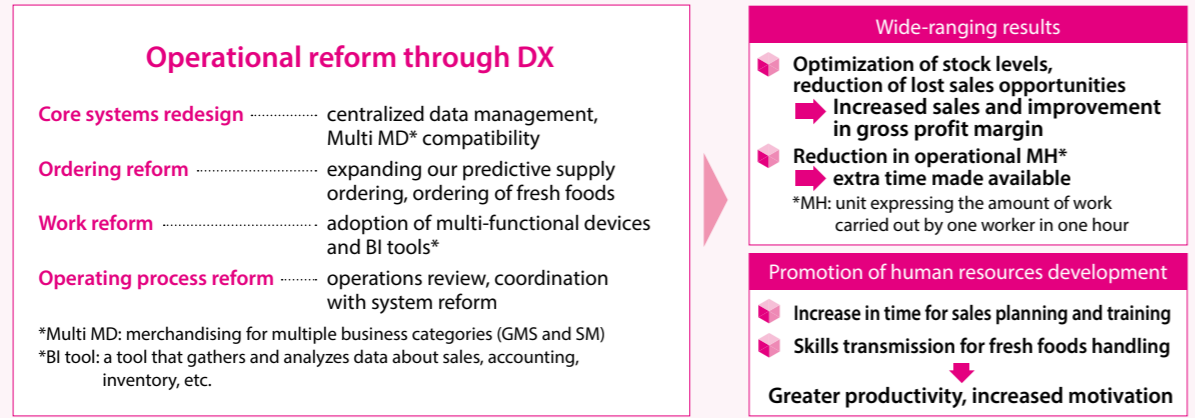 Operational reform through DX
Core systems redesign ················ centralized data management,
Multi MD* compatibility
Ordering reform ····························· expanding our predictive supply
ordering, ordering of fresh foods
Work reform ···································· adoption of multi-functional devices
and BI tools*
Operating process reform ········· operations review, coordination
with system reform
*Multi MD: merchandising for multiple business categories (GMS and SM)
*BI tool: a tool that gathers and analyzes data about sales, accounting,
inventory, etc.
Wide-ranging results
Optimization of stock levels,
reduction of lost sales opportunities
Increased sales and improvement
in gross profit margin
Reduction in operational MH*
extra time made available
*MH: unit expressing the amount of work
carried out by one worker in one hour
Promotion of human resources development
Increase in time for sales planning and training
Skills transmission for fresh foods handling
Greater productivity, increased motivation